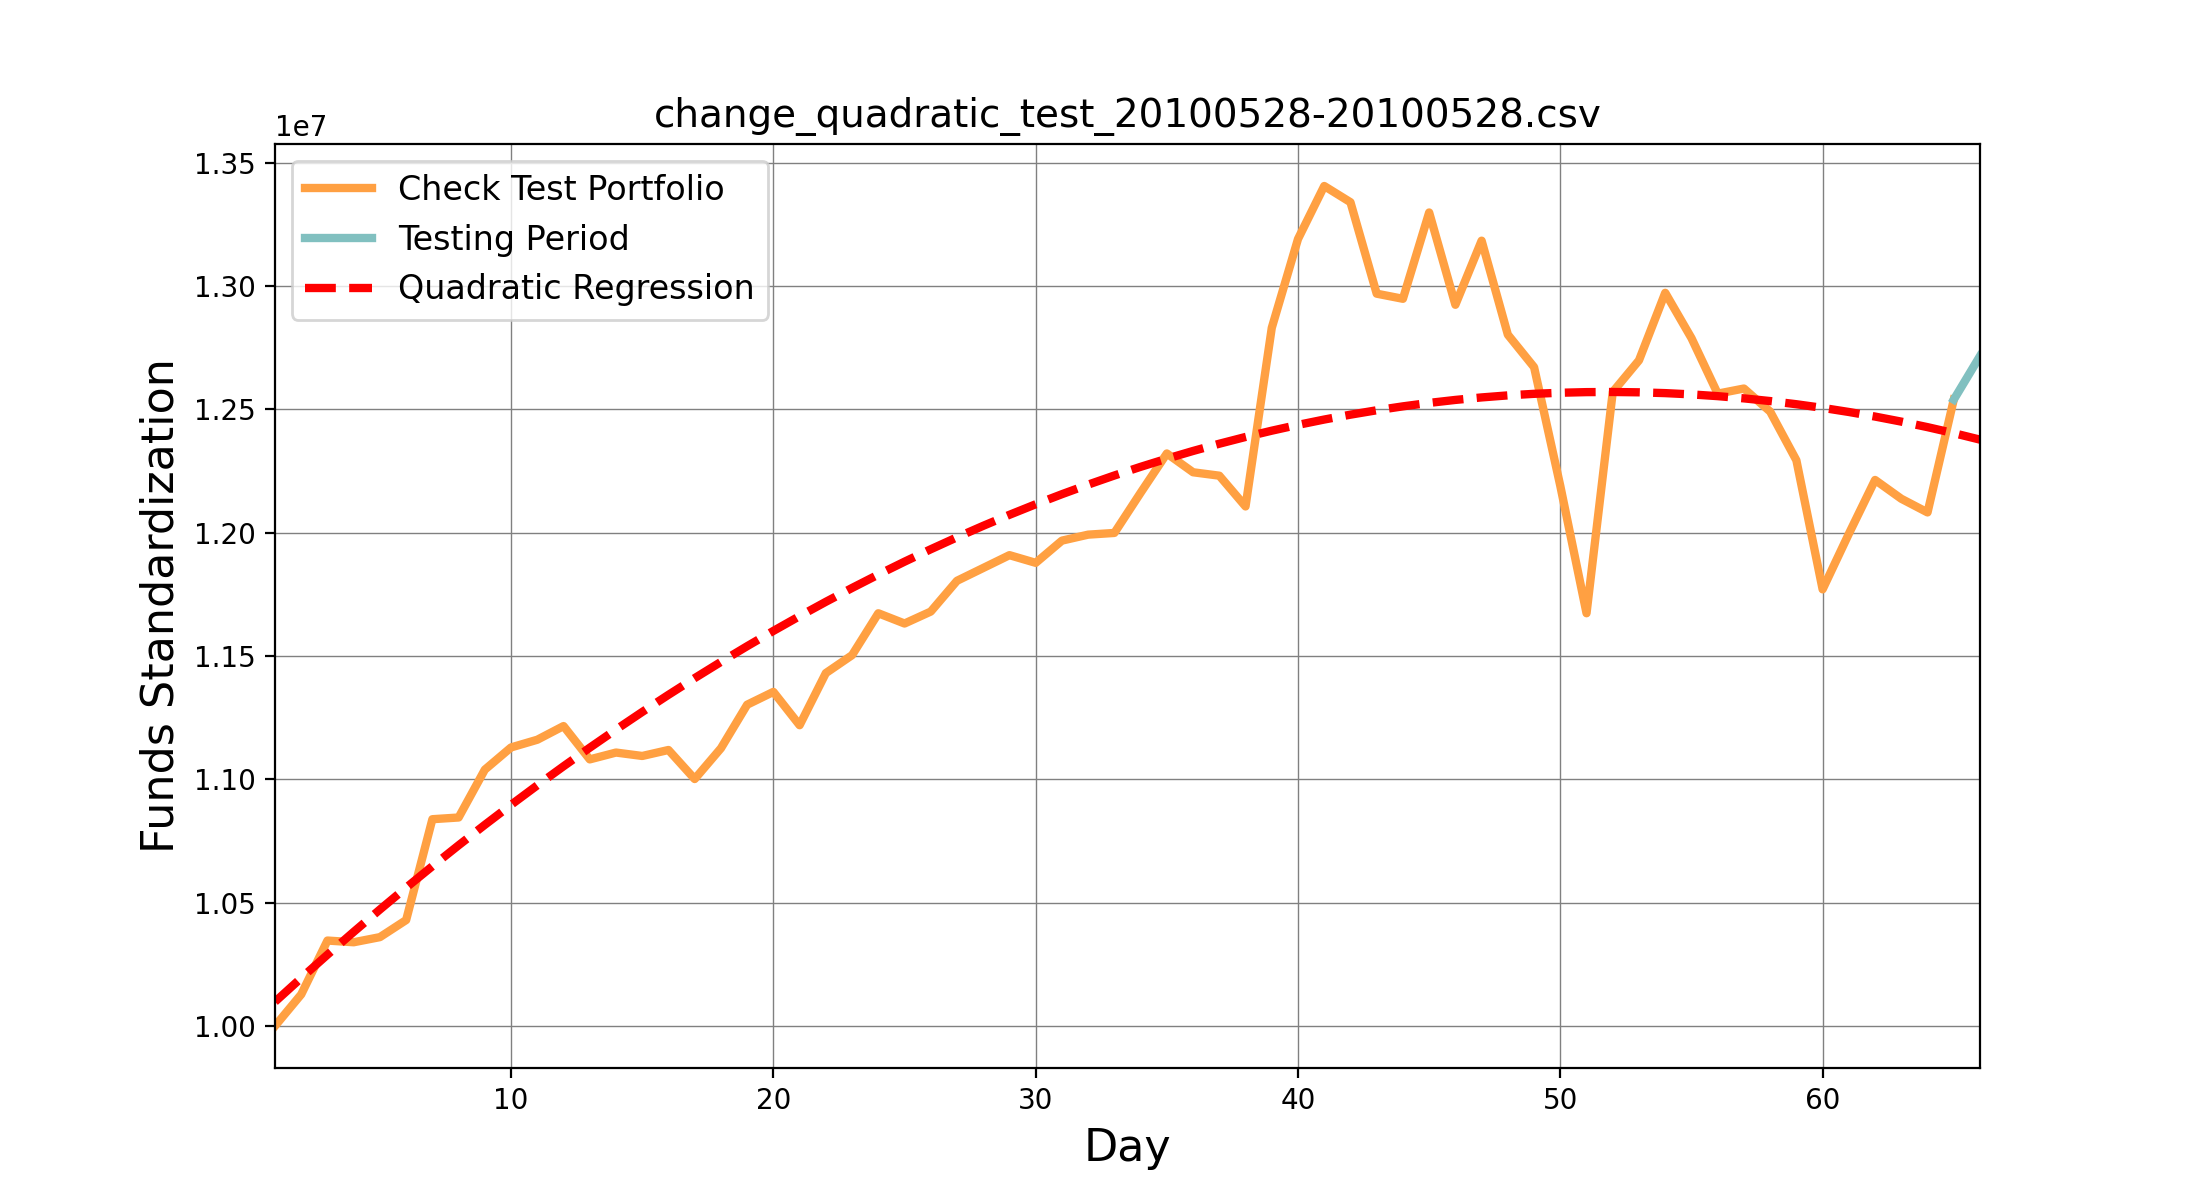 change_quadratic_test_20100528-20100528.csv
1e7
Check Test Portfolio
Testing Period
Quadratic Regression
1.35
1.30
1.25
1.20
1.15
1.10
1.05
1.00
Funds Standardization
10 20 30 40 50 60
Day